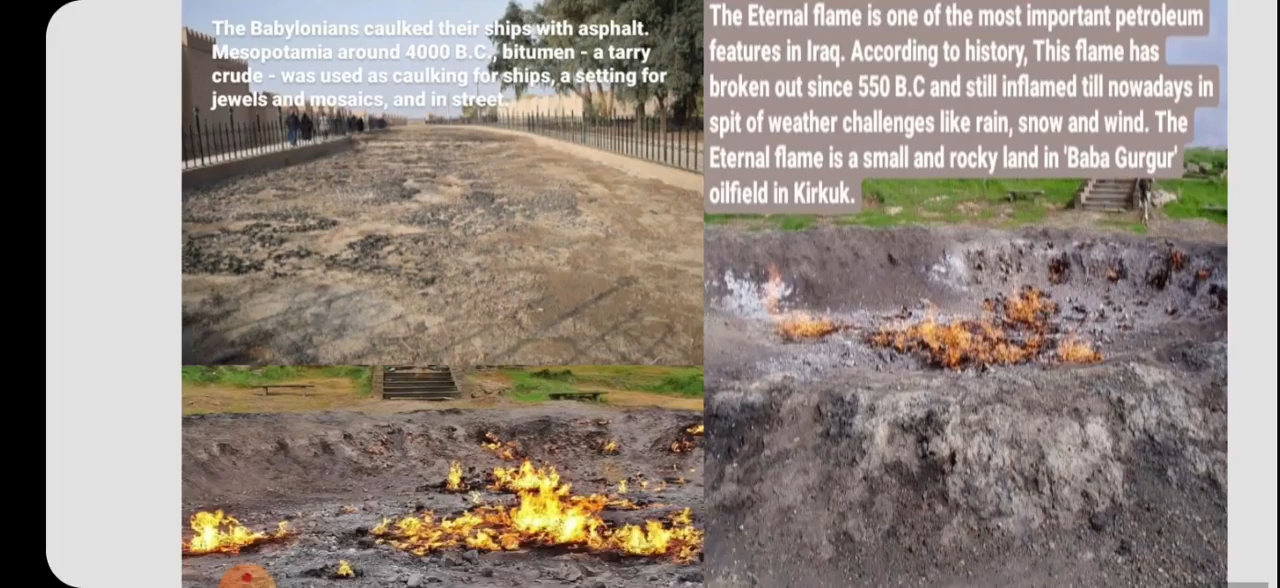 The Babylonians caulked their ships with asphalt.
Mesopotamia around 4000 B.C., bitumen - a tarry
crude - was used as caulking for ships, a setting for
jewels and mosaics, and in street.
The Eternal flame is one of the most important petroleum
features in Iraq. According to history, This flame has
broken out since 550 B.C and still inflamed till nowadays in
spit of weather challenges like rain, snow and wind. The
Eternal flame is a small and rocky land in 'Baba Gurgur'
oilfield in Kirkuk.